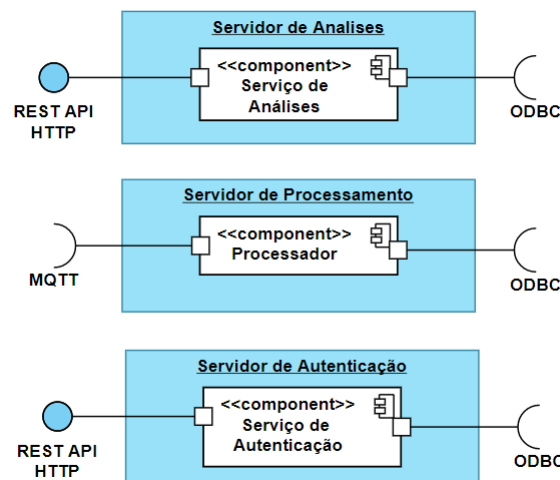 Servidor de Analises
<<component>>
Serviço de
Análises
REST API
HTTP
ODBC
Servidor de Processamento
<<component>>
Processador
MQTT
ODBC
Servidor de Autenticação
<<component>>
Serviço de
Autenticação
REST API
HTTP
ODBC